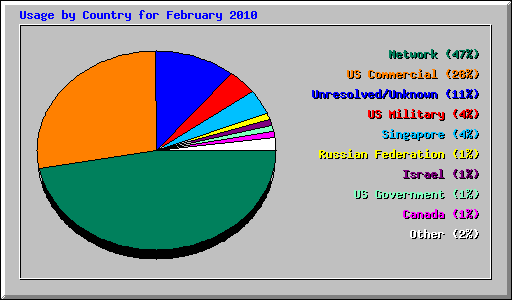 Usage by Country for February 2010
Network (47%)
US Commercial (28%)
Unresolved/Unknown (11%)
US Military (4%)
Singapore (4%)
Russian Federation (1%)
Israel (1%)
US Government (1%)
Canada (1%)
Other (2%)